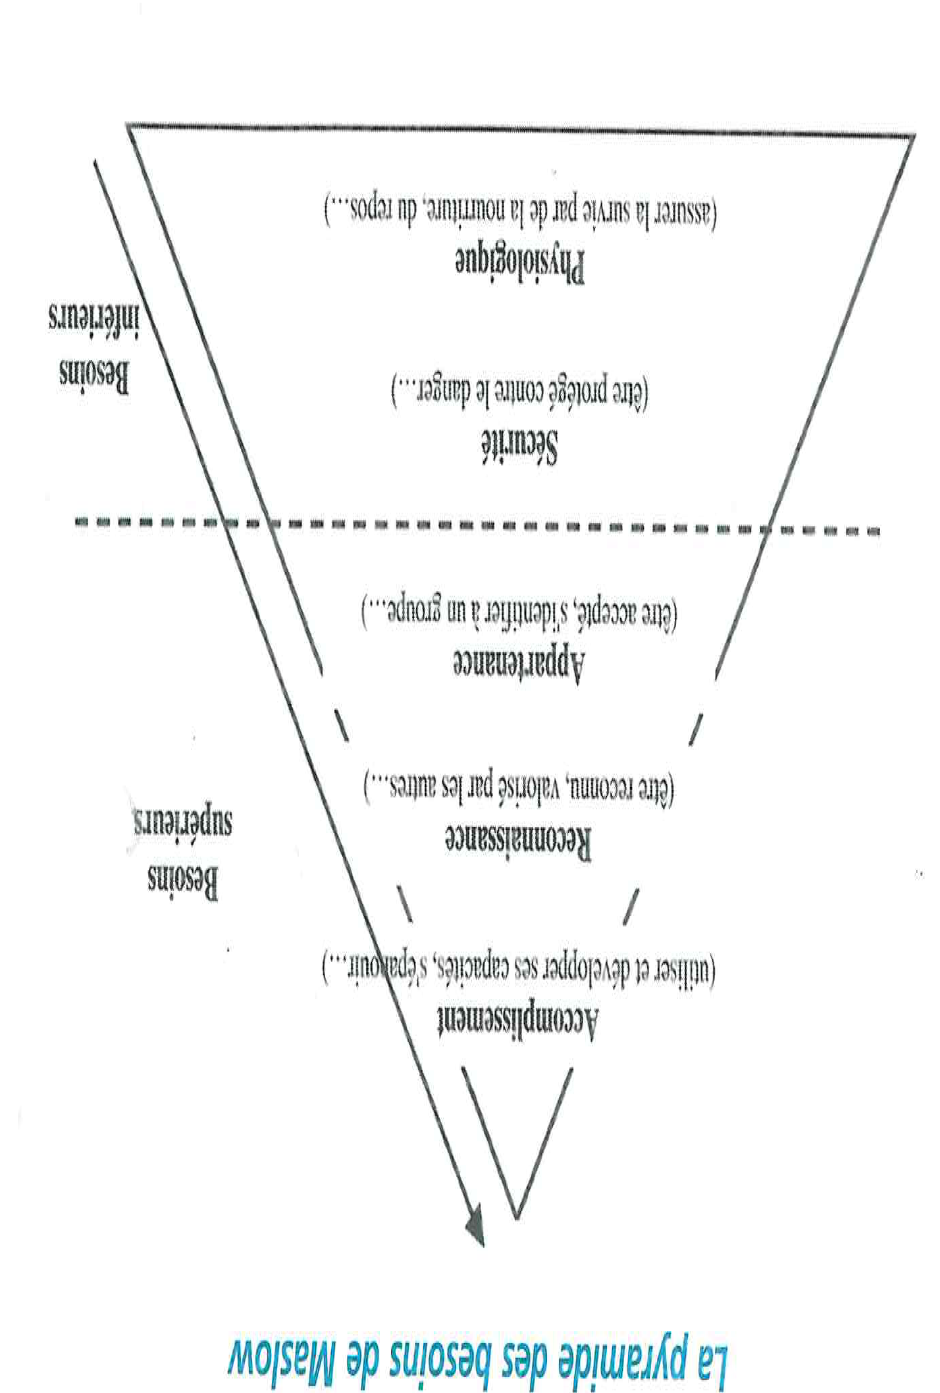 La pyramide des besoins de Maslow
Accomplissement
(utiliser et développer ses capacités, s'épanouir…)
Besoins
supérieurs
Reconnaissance
(être reconnu, valorisé par les autres…)
Appartenance
(être accepté, s'identifier à un groupe…)
Sécurité
(être protégé contre le danger…)
Besoins
inférieurs
Physiologique
(assurer la survie par de la nourriture, du repos…)